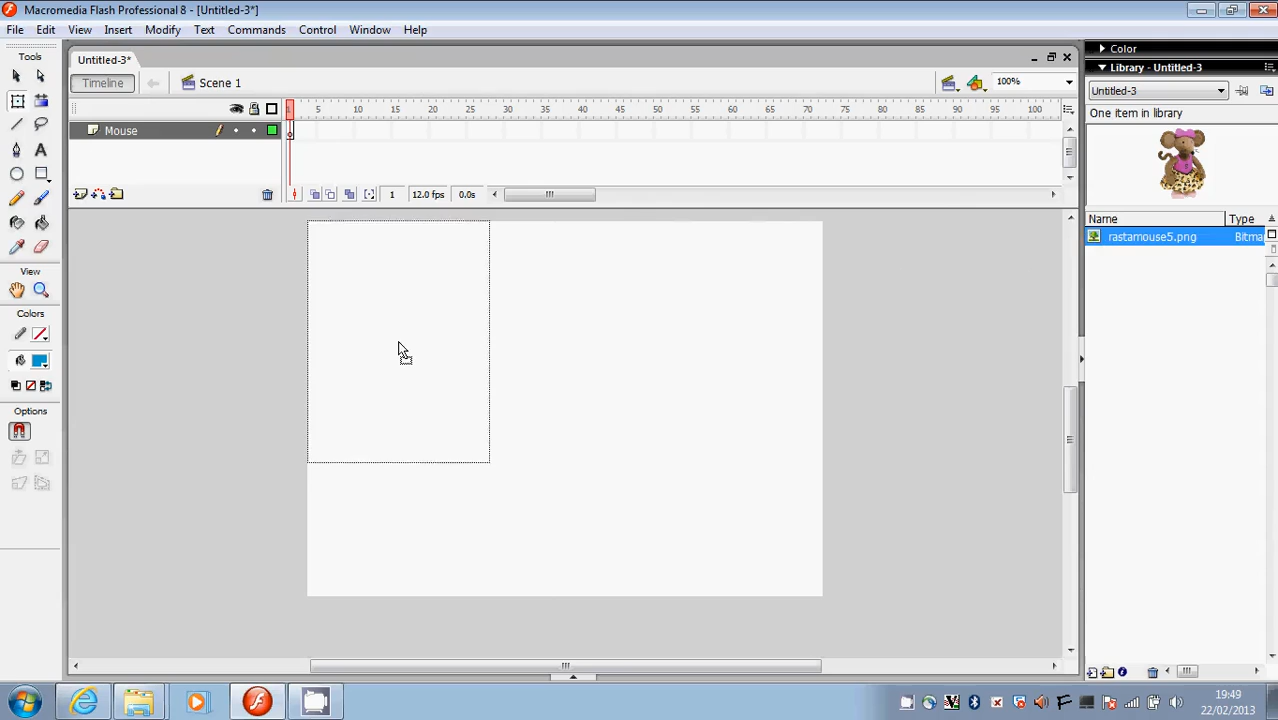 Macromedia Flash Professional 8 - [Untitled-3*]
File Edit View Insert Modify Text Commands Control Window Help
Tools
View
Colors
Options
Untitled-3*
Timeline
Scene 1
100%
5 10 15 20 25 30 35 40 45 50 55 60 65 70 75 80 85 90 95 100
Mouse
1 12.0 fps 0.0s
Color
Library - Untitled-3
Untitled-3
One item in library
Name Type
rastamouse5.png Bitma
19:49
22/02/2013